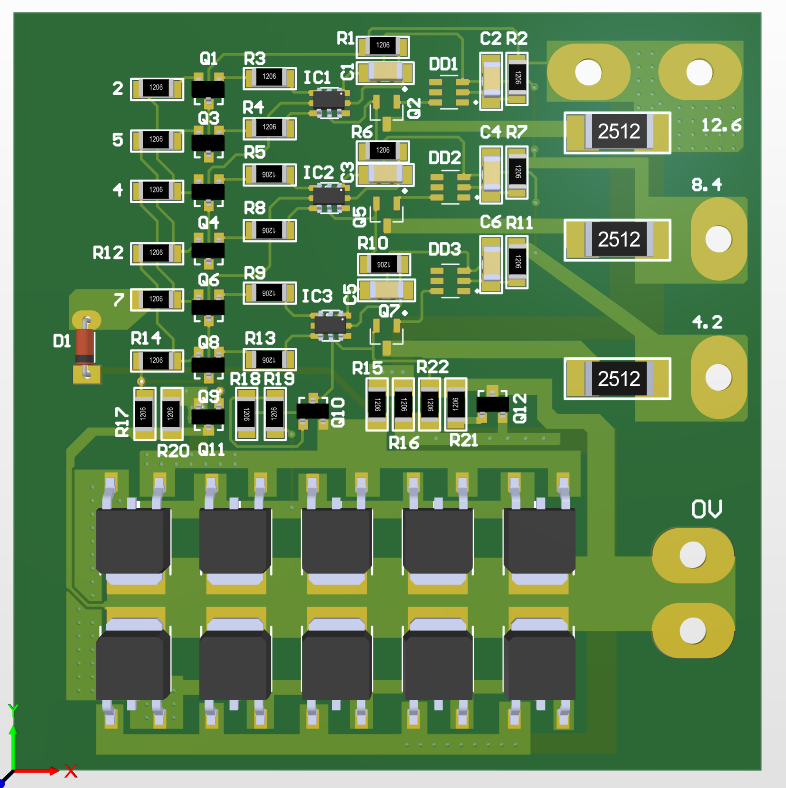 R1
C2 R2
Q1
R3
DD1
IC1
C1
2
1206
1206
1206
1206
Q2
R4
Q3
12.6
2512
R6
C4 R7
5
1206
1206
1206
R5
DD2
IC2
C3
4
1206
1206
1206
8.4
R8
Q5
Q4
C6 R11
R10
DD3
2512
R12
1206
1206
1206
1206
R9
Q6
IC3
C5
7
1206
1206
Q7
4.2
D1
R14
Q8
R13
1206
1206
R15
R22
2512
R18 R19
Q9
R17
1206
1206
1206
1206
Q10
1206
1206
1206
1206
Q12
R20
Q11
R16
R21
0V
Y
X